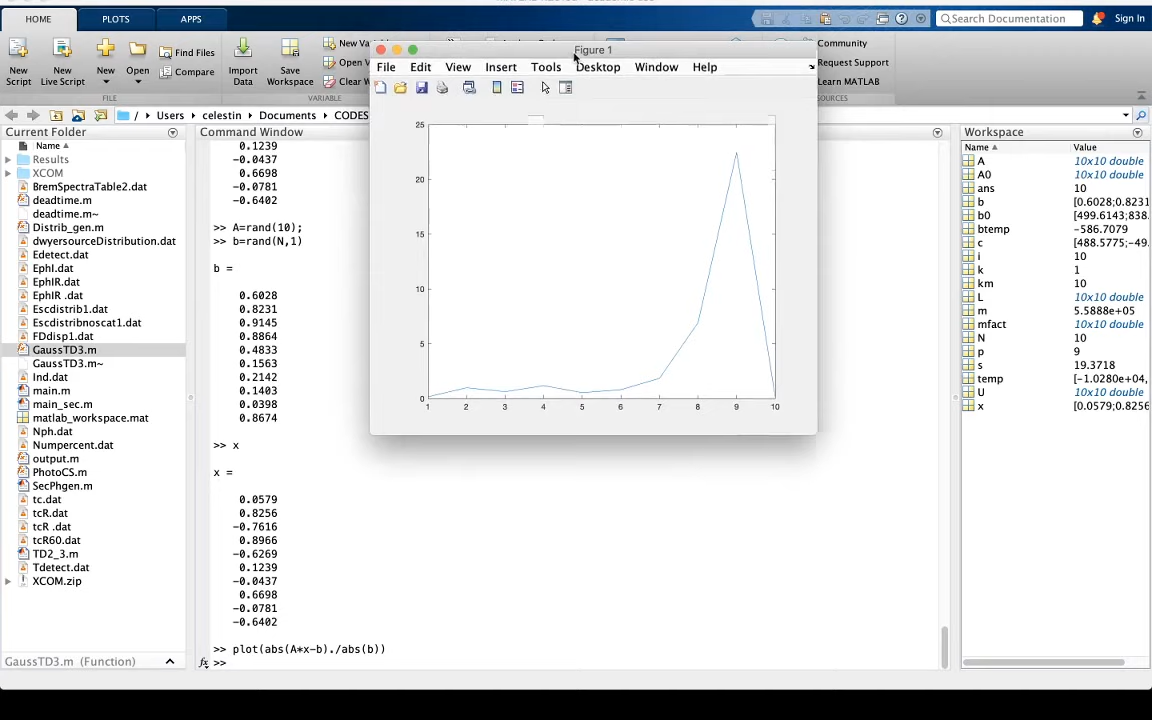 HOME PLOTS APPS Search Documentation Sign In
New Script
New Live Script
New
Open
Find Files
Compare
Import Data
Save Workspace
New
Open
Clear
Community
Request Support
Learn MATLAB
FILE VARIABLE
/ Users celestin Documents CODES
Current Folder
Name
Results
XCOM
BremSpectraTable2.dat
deadtime.m
deadtime.m~
Distrib_gen.m
dwyersourceDistribution.dat
Edetect.dat
EphI.dat
EphIR.dat
EphIR .dat
Escdistrib1.dat
Escdistribnoscat1.dat
FDdisp1.dat
GaussTD3.m
GaussTD3.m~
Ind.dat
main.m
main_sec.m
matlab_workspace.mat
Nph.dat
Numpercent.dat
output.m
PhotoCS.m
SecPhgen.m
tc.dat
tcR.dat
tcR .dat
tcR60.dat
TD2_3.m
Tdetect.dat
XCOM.zip
GaussTD3.m (Function)
Command Window
0.1239
-0.0437
0.6698
-0.0781
-0.6402
>> A=rand(10);
>> b=rand(N,1)
b =
0.6028
0.8231
0.9145
0.8864
0.4833
0.1563
0.2142
0.1403
0.0398
0.8674
>> x
x =
0.0579
0.8256
-0.7616
0.8966
-0.6269
0.1239
-0.0437
0.6698
-0.0781
-0.6402
>> plot(abs(A*x-b)./abs(b))
fx >>
Figure 1
File Edit View Insert Tools Desktop Window Help
25
20
15
10
5
0
1 2 3 4 5 6 7 8 9 10
Workspace
Name Value
A 10x10 double
A0 10x10 double
ans 10
b [0.6028;0.8231
b0 [499.6143;838.
btemp -586.7079
c [488.5775;-49.
i 10
k 1
km 10
L 10x10 double
m 5.5888e+05
mfact 10x10 double
N 10
p 9
s 19.3718
temp [-1.0280e+04,
U 10x10 double
x [0.0579;0.8256